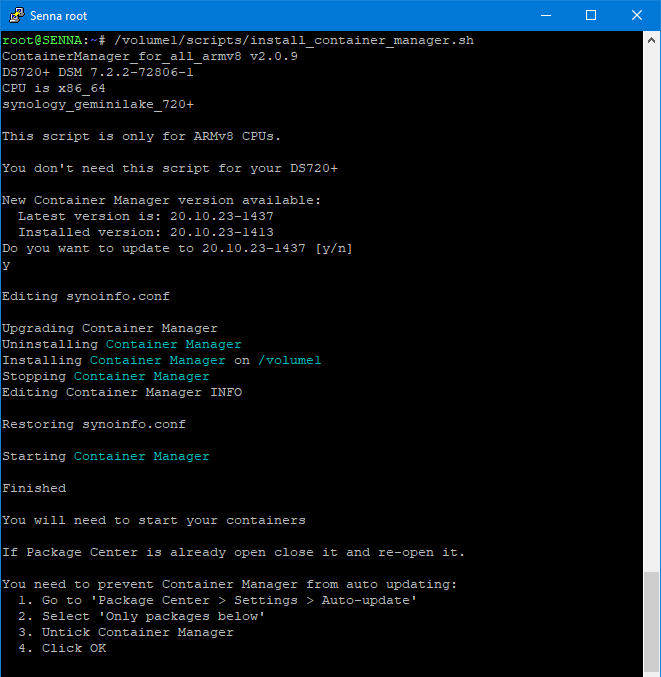 Senna root
root@SENNA:~# /volume1/scripts/install_container_manager.sh
ContainerManager_for_all_armv8 v2.0.9
DS720+ DSM 7.2.2-72806-1
CPU is x86_64
synology_geminilake_720+
This script is only for ARMv8 CPUs.
You don't need this script for your DS720+
New Container Manager version available:
Latest version is: 20.10.23-1437
Installed version: 20.10.23-1413
Do you want to update to 20.10.23-1437 [y/n]
y
Editing synoinfo.conf
Upgrading Container Manager
Uninstalling Container Manager
Installing Container Manager on /volume1
Stopping Container Manager
Editing Container Manager INFO
Restoring synoinfo.conf
Starting Container Manager
Finished
You will need to start your containers
If Package Center is already open close it and re-open it.
You need to prevent Container Manager from auto updating:
1. Go to 'Package Center > Settings > Auto-update'
2. Select 'Only packages below'
3. Untick Container Manager
4. Click OK